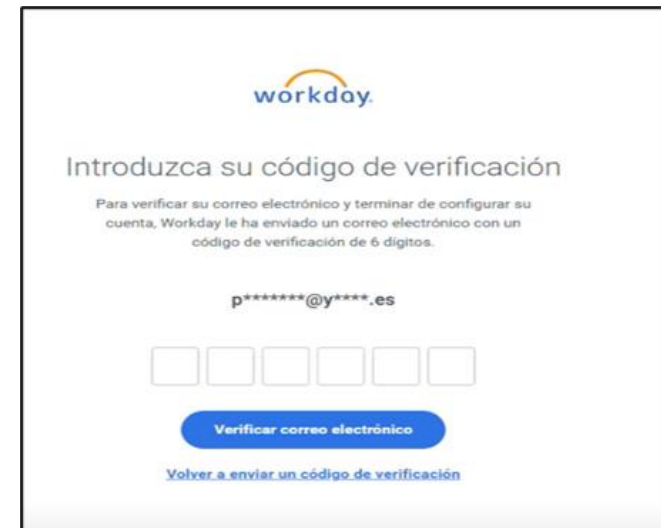 workday.
Introduzca su código de verificación
Para verificar su correo electrónico y terminar de configurar su
cuenta, Workday le ha enviado un correo electrónico con un
código de verificación de 6 dígitos.
p*******@y****.es
Verificar correo electrónico
Volver a enviar un código de verificación